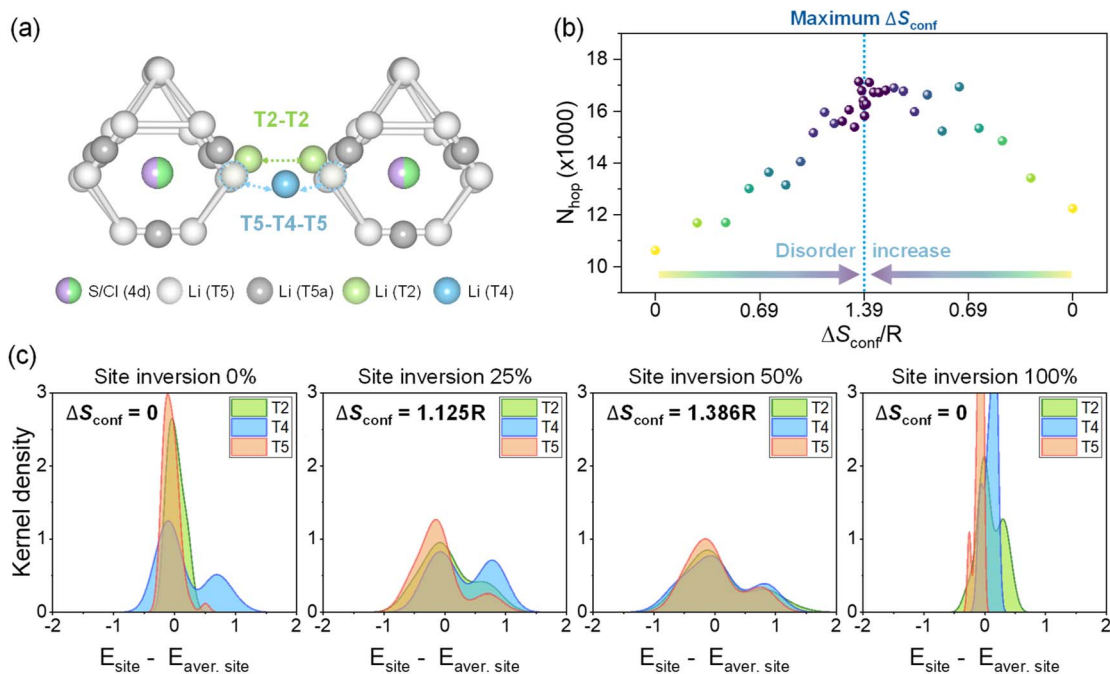 (a)
T2-T2
T5-T4-T5
S/Cl (4d)
Li (T5)
Li (T5a)
Li (T2)
Li (T4)
(b)
Maximum ΔSconf
Nhop (x1000)
18
16
14
12
10
Disorder increase
0
0.69
1.39
0.69
0
ΔSconf/R
(c)
Site inversion 0%
ΔSconf = 0
T2
T4
T5
Kernel density
3
2
1
0
-2
-1
0
1
2
Esite - Eaver. site
Site inversion 25%
ΔSconf = 1.125R
T2
T4
T5
3
2
1
0
-2
-1
0
1
2
Esite - Eaver. site
Site inversion 50%
ΔSconf = 1.386R
T2
T4
T5
3
2
1
0
-2
-1
0
1
2
Esite - Eaver. site
Site inversion 100%
ΔSconf = 0
T2
T4
T5
3
2
1
0
-2
-1
0
1
2
Esite - Eaver. site